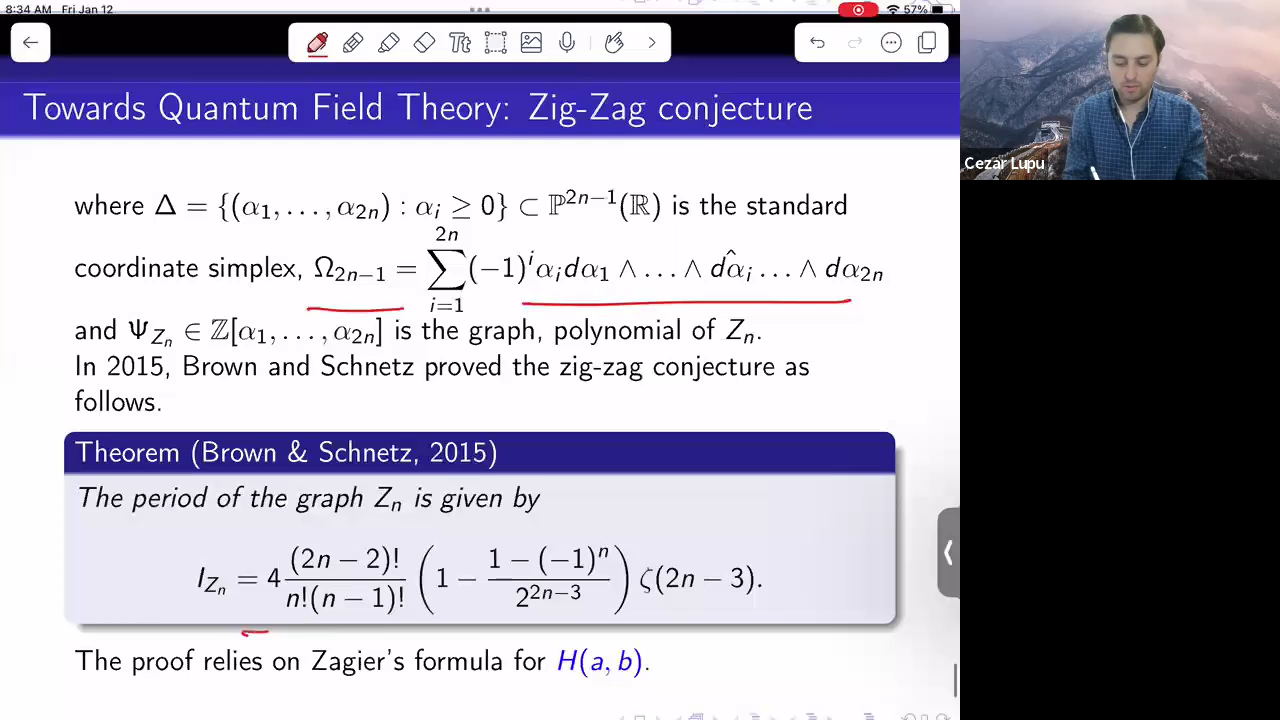 8:34 AM Fri Jan 12
57%
Tt
Towards Quantum Field Theory: Zig-Zag conjecture
Cezar Lupu
where Δ = {(α₁, …, α₂ₙ) : αᵢ ≥ 0} ⊂ ℙ²ⁿ⁻¹(ℝ) is the standard
coordinate simplex, Ω₂ₙ₋₁ = ∑_{i=1}^{2n} (−1)ⁱ αᵢ dα₁ ∧ … ∧ dα̂ᵢ … ∧ dα₂ₙ
and Ψ_{Zₙ} ∈ ℤ[α₁, …, α₂ₙ] is the graph, polynomial of Zₙ.
In 2015, Brown and Schnetz proved the zig-zag conjecture as
follows.
Theorem (Brown & Schnetz, 2015)
The period of the graph Zₙ is given by
I_{Zₙ} = 4 (2n − 2)! / (n!(n − 1)!) (1 − (1 − (−1)ⁿ) / 2²ⁿ⁻³) ζ(2n − 3).
The proof relies on Zagier's formula for H(a, b).